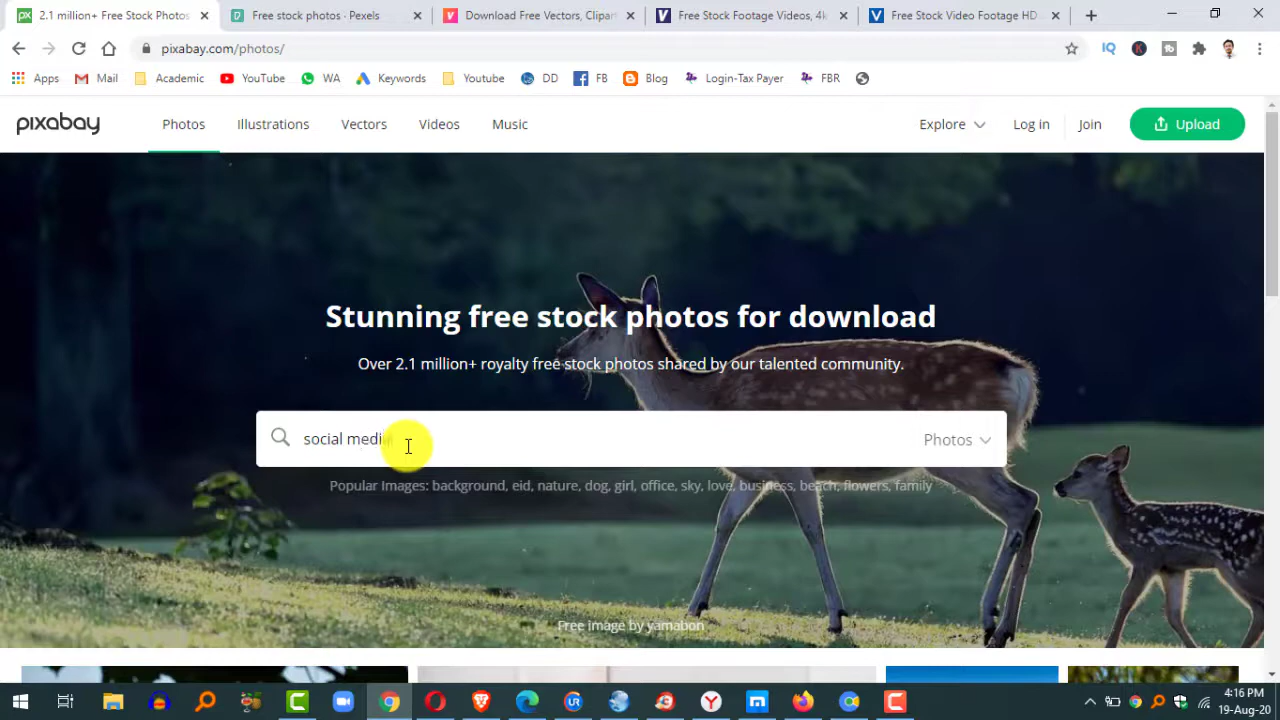 2.1 million+ Free Stock Photos
Free stock photos · Pexels
Download Free Vectors, Clipar
Free Stock Footage Videos, 4k
Free Stock Video Footage HD
pixabay.com/photos/
Apps
Mail
Academic
YouTube
WA
Keywords
Youtube
DD
FB
Blog
Login-Tax Payer
FBR
pixabay
Photos
Illustrations
Vectors
Videos
Music
Explore
Log in
Join
Upload
Stunning free stock photos for download
Over 2.1 million+ royalty free stock photos shared by our talented community.
social media
Photos
Popular Images: background, eid, nature, dog, girl, office, sky, love, business, beach, flowers, family
Free image by yamabon
4:16 PM
19-Aug-20